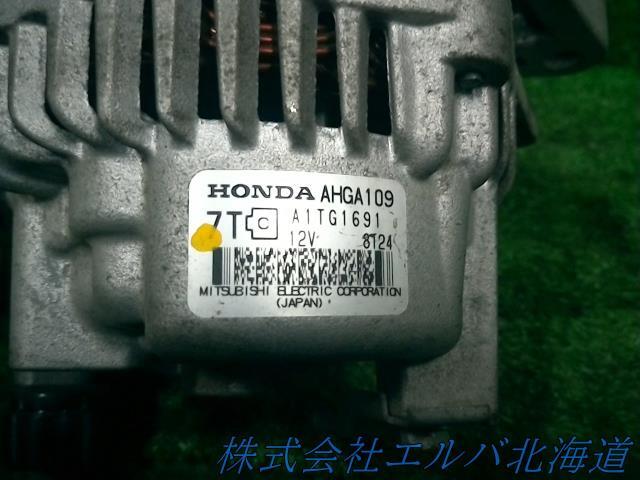 HONDA AHGA109
7T C A1TG1691
12V 8T24
MITSUBISHI ELECTRIC CORPORATION
(JAPAN)
株式会社エルバ北海道